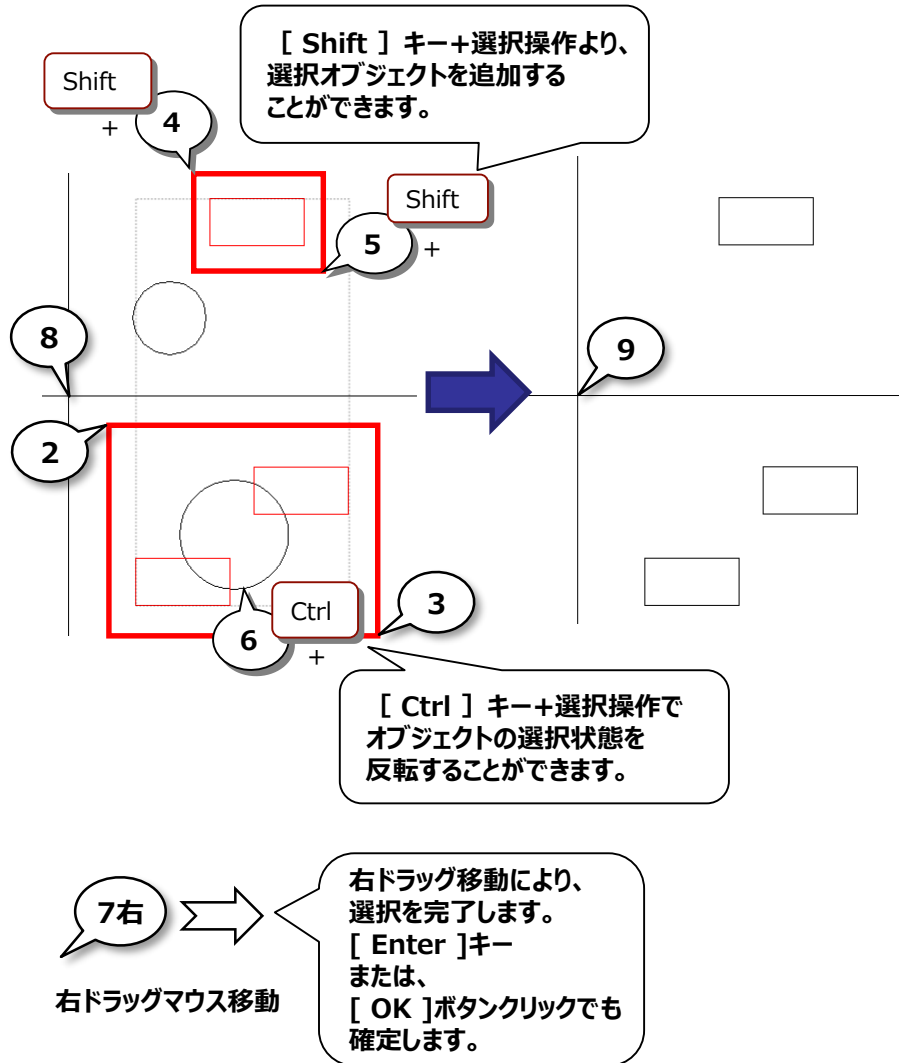 ［ Shift ］キー+選択操作より、
選択オブジェクトを追加する
ことができます。
Shift
+
4
Shift
5
+
8
9
2
3
Ctrl
6
+
［ Ctrl ］キー+選択操作で
オブジェクトの選択状態を
反転することができます。
7右
右ドラッグマウス移動
右ドラッグ移動により、
選択を完了します。
[ Enter ]キー
または、
[ OK ]ボタンクリックでも
確定します。